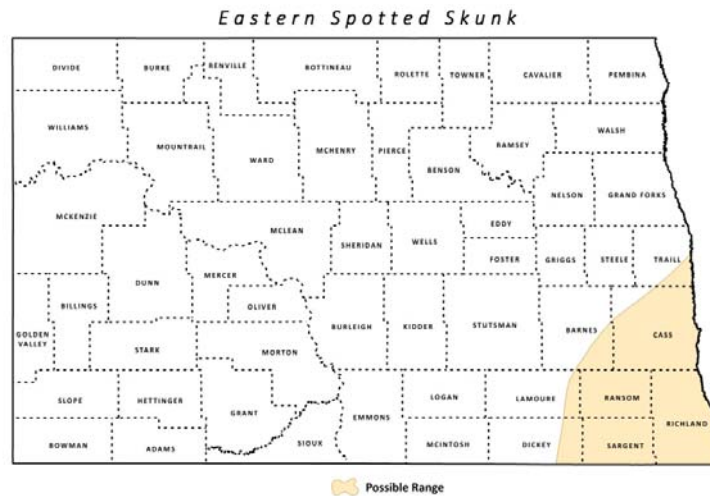 Eastern Spotted Skunk
DIVIDE
BURKE
RENVILLE
BOTTINEAU
ROLETTE
TOWNER
CAVALIER
PEMBINA
WILLIAMS
MOUNTRAIL
WARD
MCHENRY
PIERCE
BENSON
RAMSEY
WALSH
NELSON
GRAND FORKS
MCKENZIE
DUNN
MCLEAN
MERCER
OLIVER
SHERIDAN
WELLS
EDDY
FOSTER
GRIGGS
STEELE
TRAILL
GOLDEN
VALLEY
BILLINGS
STARK
MORTON
BURLEIGH
KIDDER
STUTSMAN
BARNES
CASS
SLOPE
HETTINGER
GRANT
SIOUX
EMMONS
LOGAN
LAMOURE
RANSOM
RICHLAND
BOWMAN
ADAMS
MCINTOSH
DICKEY
SARGENT
Possible Range